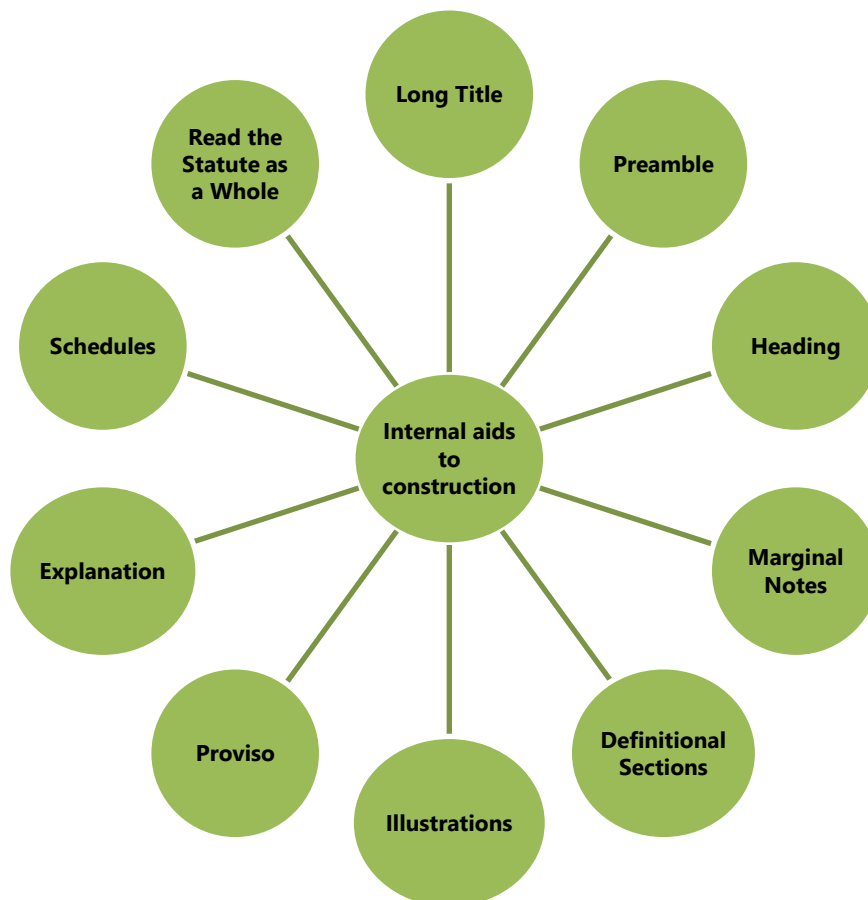 Long Title
Preamble
Heading
Marginal
Notes
Definitional
Sections
Illustrations
Proviso
Explanation
Schedules
Read the
Statute as
a Whole
Internal aids
to
construction